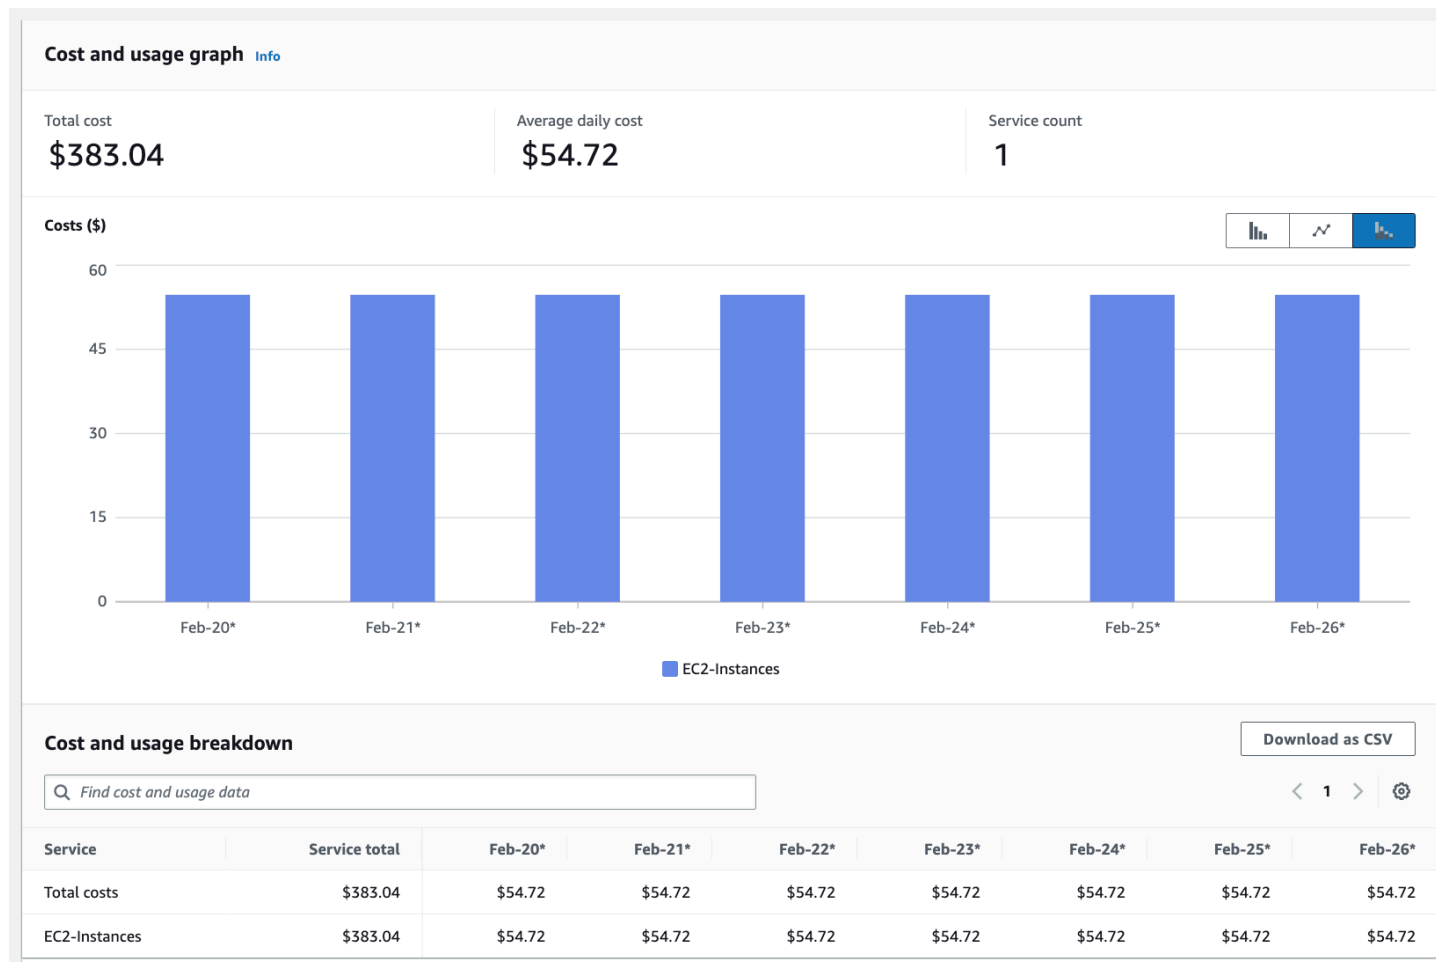 Cost and usage graph Info
Total cost
$383.04
Average daily cost
$54.72
Service count
1
Costs ($)
60
45
30
15
0
Feb-20* Feb-21* Feb-22* Feb-23* Feb-24* Feb-25* Feb-26*
EC2-Instances
Cost and usage breakdown
Download as CSV
Find cost and usage data
1
Service Service total Feb-20* Feb-21* Feb-22* Feb-23* Feb-24* Feb-25* Feb-26*
Total costs $383.04 $54.72 $54.72 $54.72 $54.72 $54.72 $54.72 $54.72
EC2-Instances $383.04 $54.72 $54.72 $54.72 $54.72 $54.72 $54.72 $54.72